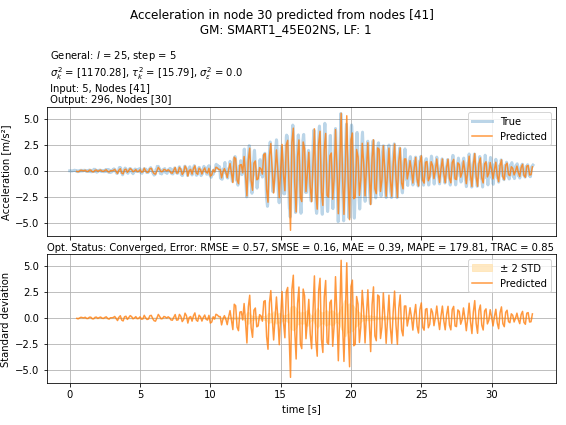 Acceleration in node 30 predicted from nodes [41]
GM: SMART1_45E02NS, LF: 1
General: l = 25, step = 5
σ²ₖ = [1170.28], τ²ₖ = [15.79], σ²_ε = 0.0
Input: 5, Nodes [41]
Output: 296, Nodes [30]
Acceleration [m/s²]
5.0
2.5
0.0
−2.5
−5.0
True
Predicted
Opt. Status: Converged, Error: RMSE = 0.57, SMSE = 0.16, MAE = 0.39, MAPE = 179.81, TRAC = 0.85
Standard deviation
5.0
2.5
0.0
−2.5
−5.0
± 2 STD
Predicted
0 5 10 15 20 25 30
time [s]